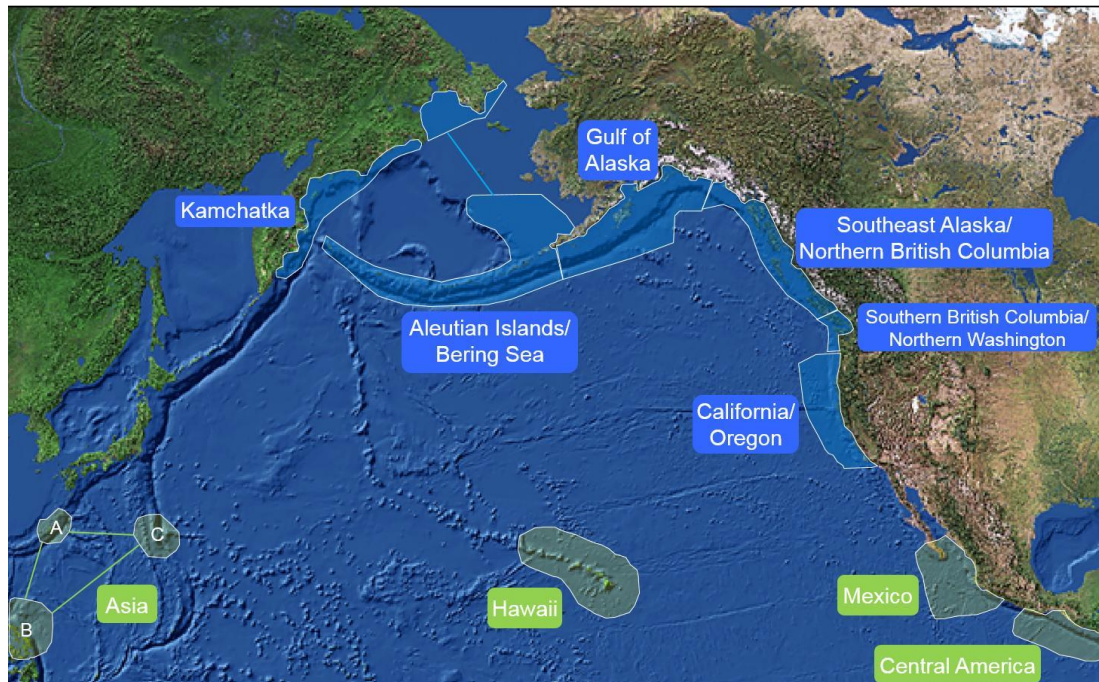 Gulf of
Alaska
Kamchatka
Southeast Alaska/
Northern British Columbia
Aleutian Islands/
Bering Sea
Southern British Columbia/
Northern Washington
California/
Oregon
A
C
B
Asia
Hawaii
Mexico
Central America